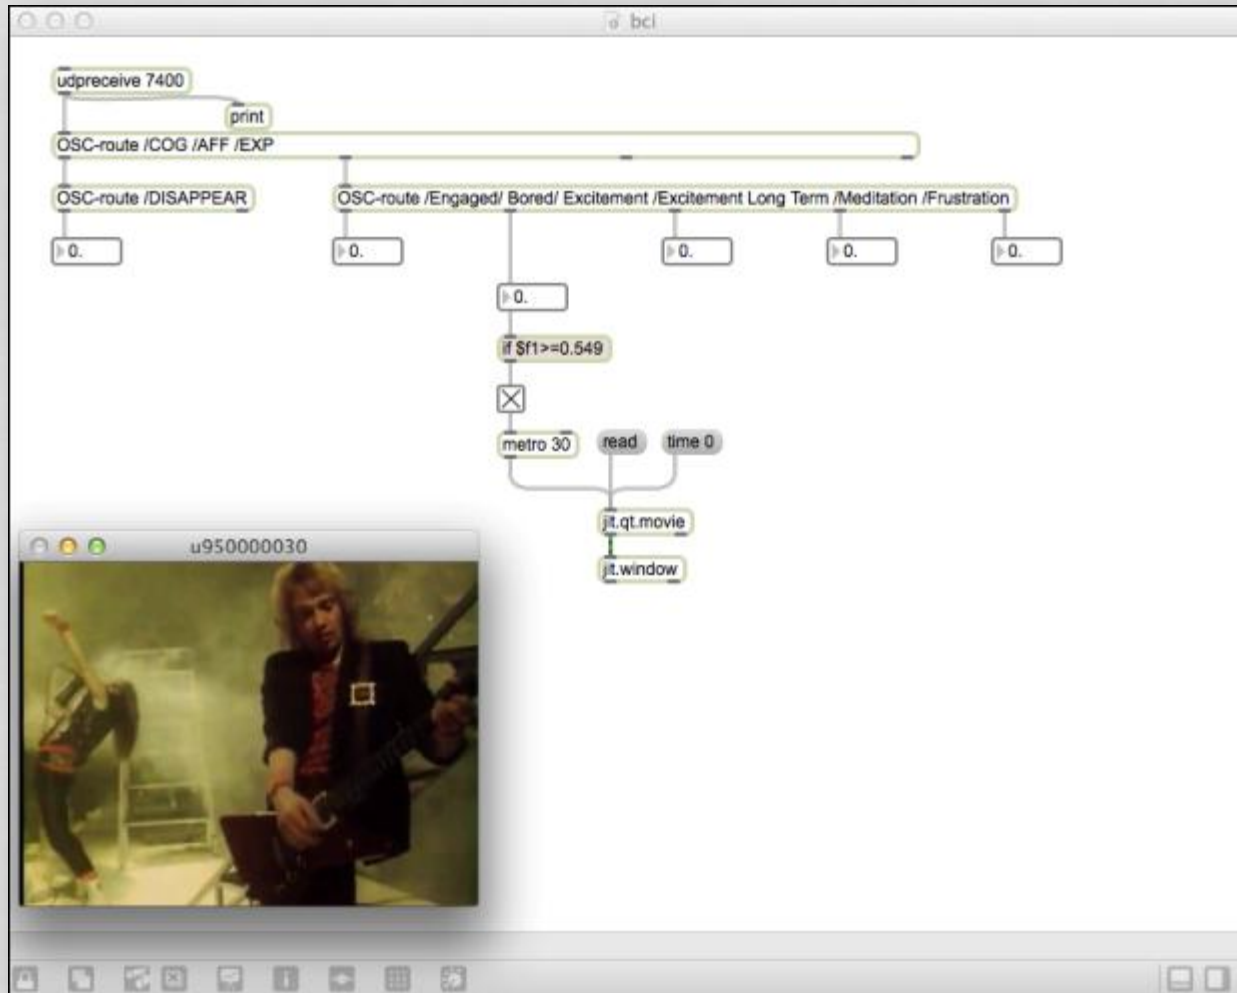 bci
udpreceive 7400
print
OSC-route /COG /AFF /EXP
OSC-route /DISAPPEAR
OSC-route /Engaged/ Bored/ Excitement /Excitement Long Term /Meditation /Frustration
0.
0.
0.
0.
0.
0.
if $f1>=0.549
metro 30
read
time 0
jit.qt.movie
jit.window
u950000030